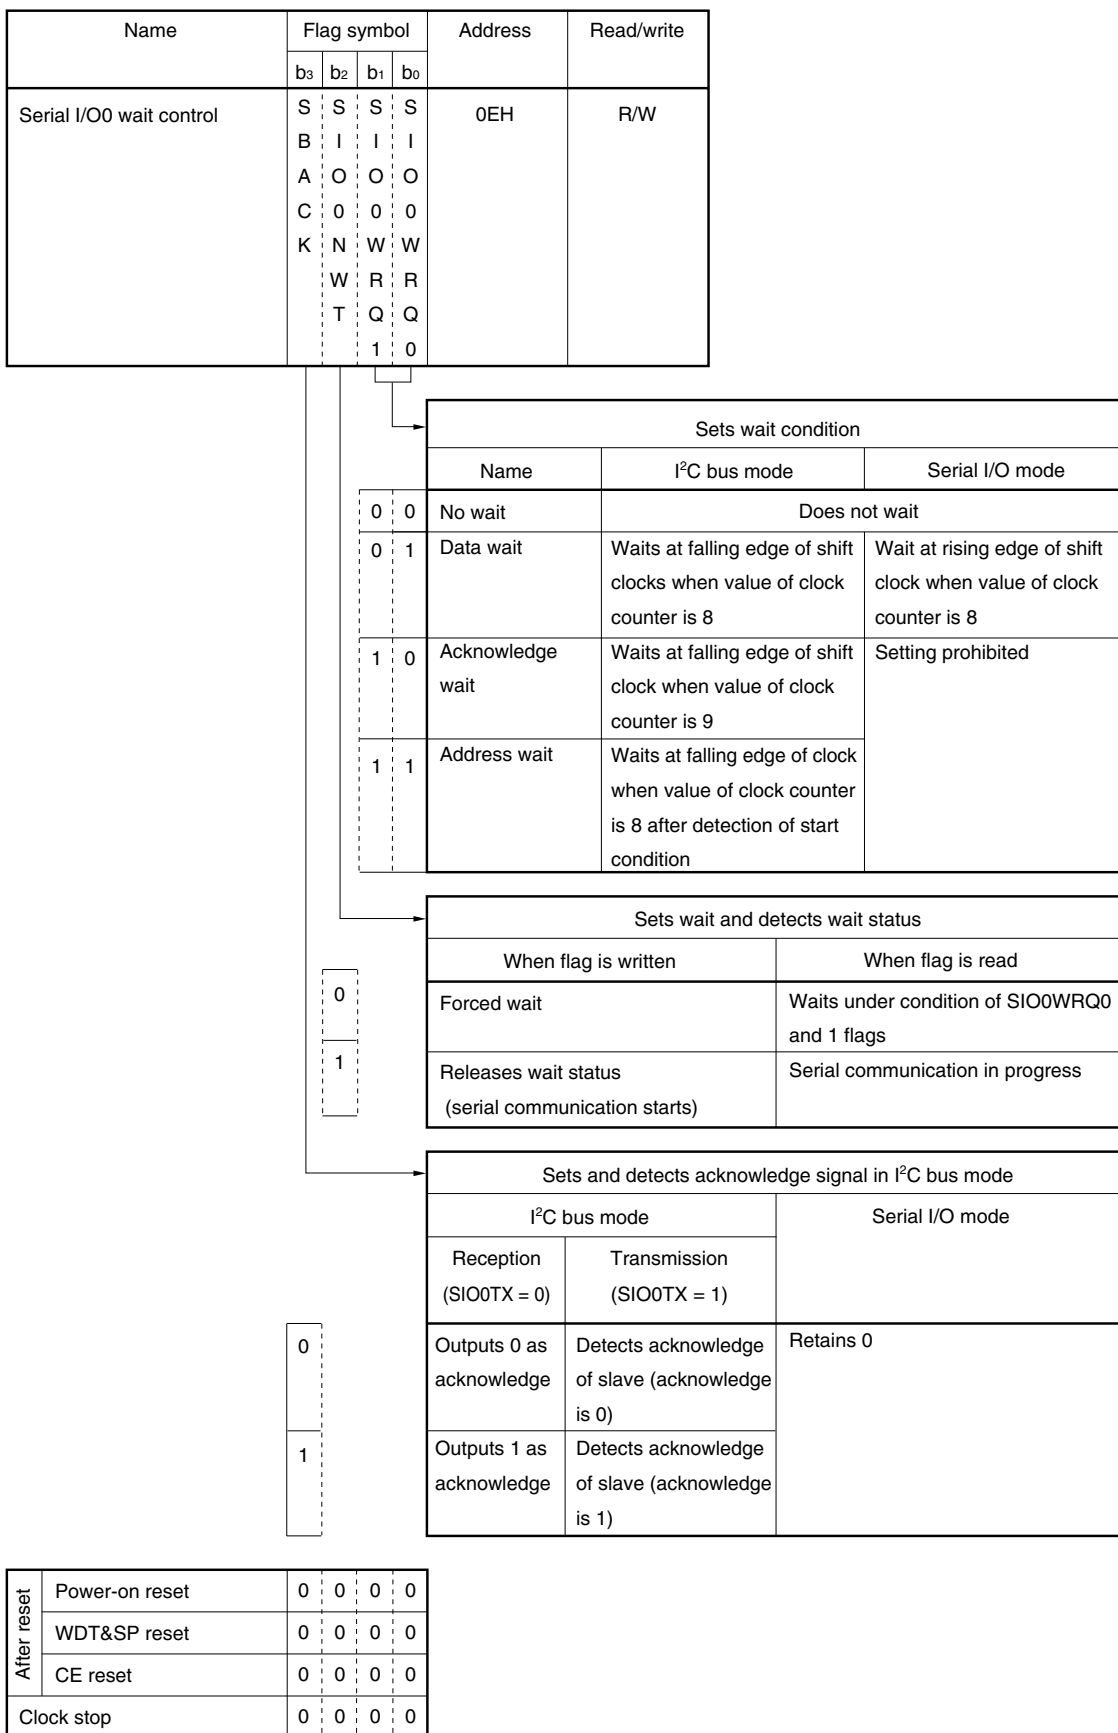 Name Flag symbol Address Read/write
b3 b2 b1 b0
Serial I/O0 wait control SBACK SIO0NWT SIO0WRQ1 SIO0WRQ0 0EH R/W
Sets wait condition
Name I²C bus mode Serial I/O mode
0 0 No wait Does not wait
0 1 Data wait Waits at falling edge of shift Wait at rising edge of shift
clocks when value of clock clock when value of clock
counter is 8 counter is 8
1 0 Acknowledge Waits at falling edge of shift Setting prohibited
wait clock when value of clock
counter is 9
1 1 Address wait Waits at falling edge of clock
when value of clock counter
is 8 after detection of start
condition
Sets wait and detects wait status
When flag is written When flag is read
0 Forced wait Waits under condition of SIO0WRQ0
and 1 flags
1 Releases wait status Serial communication in progress
(serial communication starts)
Sets and detects acknowledge signal in I²C bus mode
I²C bus mode Serial I/O mode
Reception Transmission
(SIO0TX = 0) (SIO0TX = 1)
0 Outputs 0 as Detects acknowledge Retains 0
acknowledge of slave (acknowledge
is 0)
1 Outputs 1 as Detects acknowledge
acknowledge of slave (acknowledge
is 1)
After reset
Power-on reset 0 0 0 0
WDT&SP reset 0 0 0 0
CE reset 0 0 0 0
Clock stop 0 0 0 0